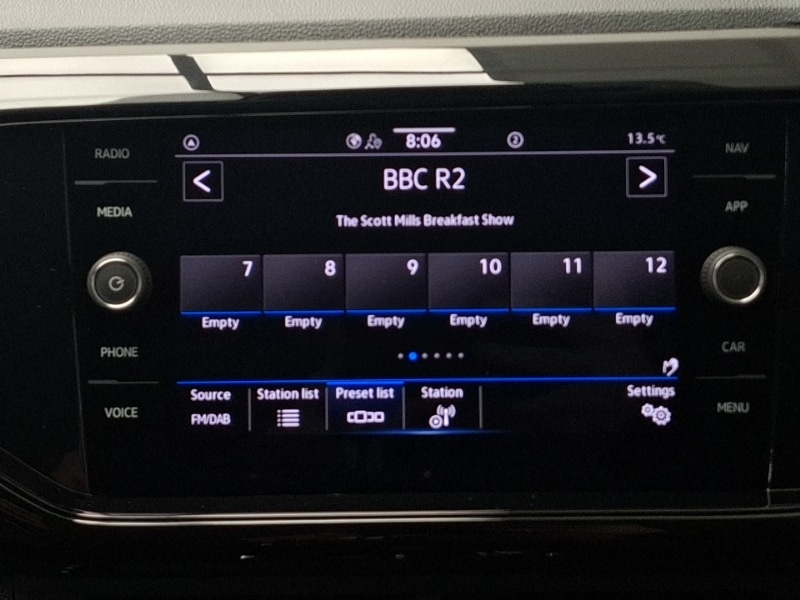 RADIO
MEDIA
PHONE
VOICE
8:06
2
13.5°C
<
BBC R2
>
The Scott Mills Breakfast Show
7 8 9 10 11 12
Empty Empty Empty Empty Empty Empty
Source Station list Preset list Station Settings
FM/DAB
NAV
APP
CAR
MENU